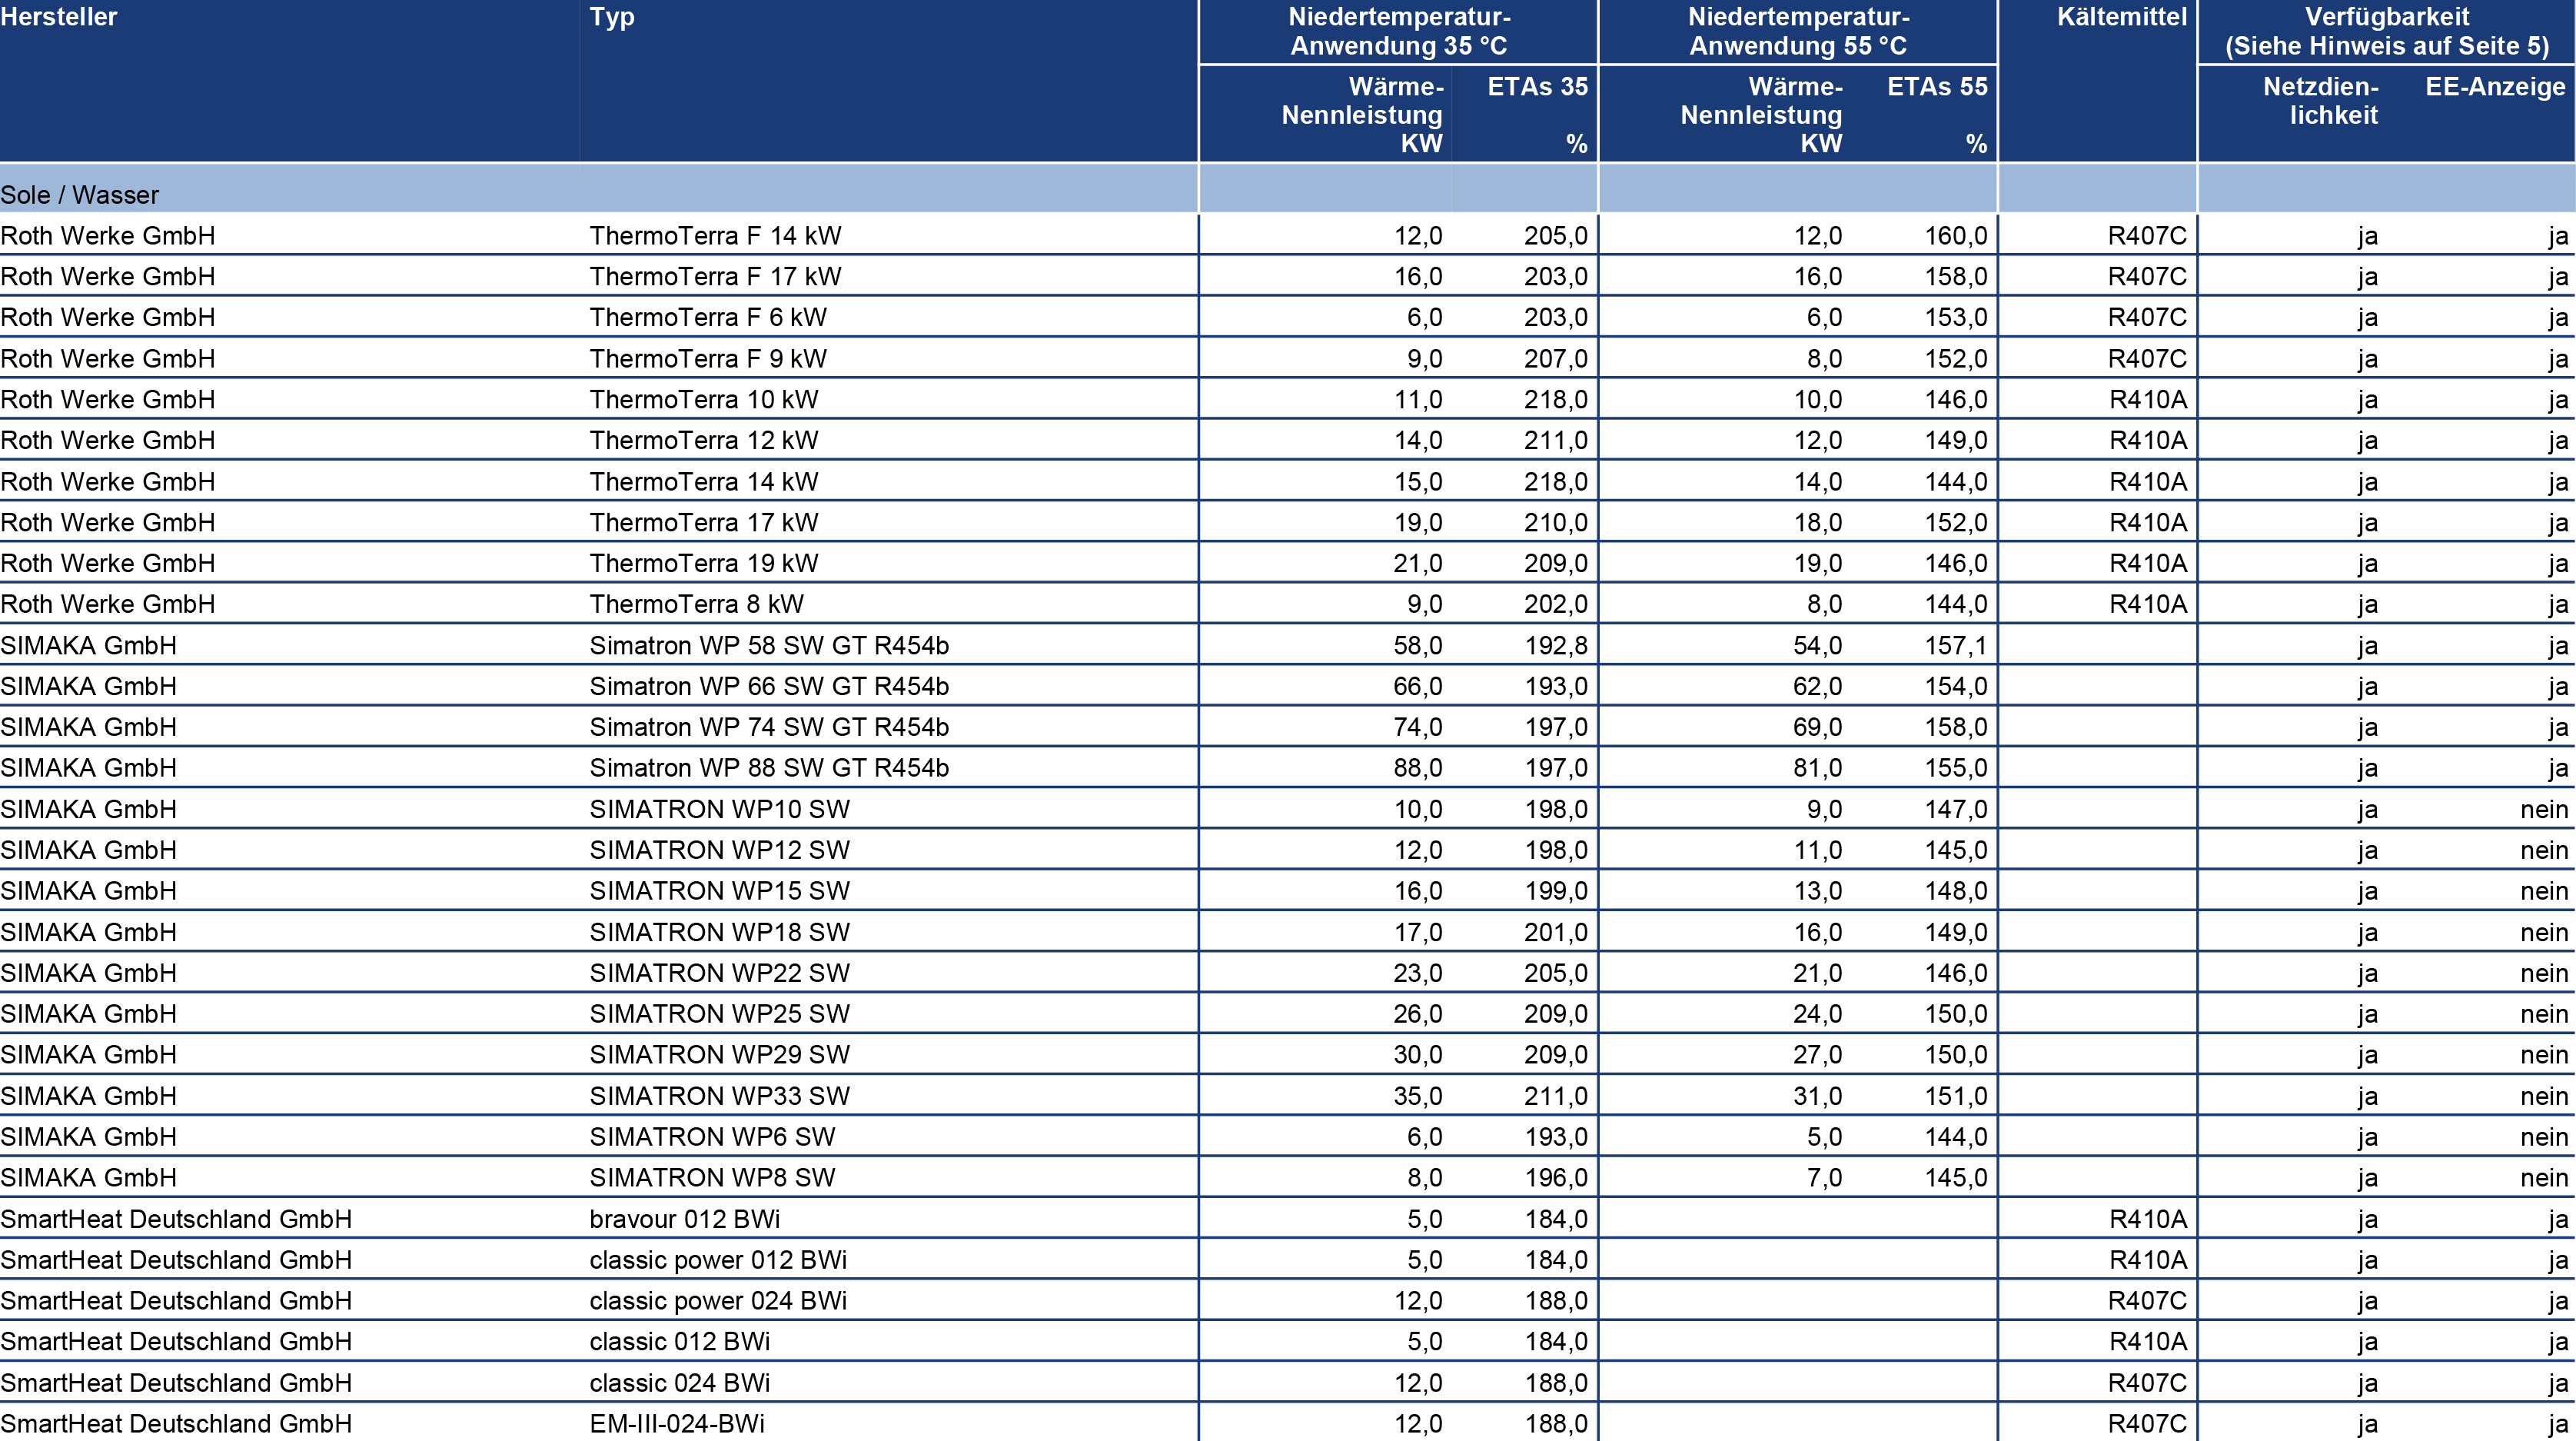 Hersteller Typ Niedertemperatur- Niedertemperatur- Kältemittel Verfügbarkeit
Anwendung 35 °C Anwendung 55 °C (Siehe Hinweis auf Seite 5)
Wärme- ETAs 35 Wärme- ETAs 55 Netzdien- EE-Anzeige
Nennleistung Nennleistung lichkeit
KW % KW %
Sole / Wasser
Roth Werke GmbH ThermoTerra F 14 kW 12,0 205,0 12,0 160,0 R407C ja ja
Roth Werke GmbH ThermoTerra F 17 kW 16,0 203,0 16,0 158,0 R407C ja ja
Roth Werke GmbH ThermoTerra F 6 kW 6,0 203,0 6,0 153,0 R407C ja ja
Roth Werke GmbH ThermoTerra F 9 kW 9,0 207,0 8,0 152,0 R407C ja ja
Roth Werke GmbH ThermoTerra 10 kW 11,0 218,0 10,0 146,0 R410A ja ja
Roth Werke GmbH ThermoTerra 12 kW 14,0 211,0 12,0 149,0 R410A ja ja
Roth Werke GmbH ThermoTerra 14 kW 15,0 218,0 14,0 144,0 R410A ja ja
Roth Werke GmbH ThermoTerra 17 kW 19,0 210,0 18,0 152,0 R410A ja ja
Roth Werke GmbH ThermoTerra 19 kW 21,0 209,0 19,0 146,0 R410A ja ja
Roth Werke GmbH ThermoTerra 8 kW 9,0 202,0 8,0 144,0 R410A ja ja
SIMAKA GmbH Simatron WP 58 SW GT R454b 58,0 192,8 54,0 157,1 ja ja
SIMAKA GmbH Simatron WP 66 SW GT R454b 66,0 193,0 62,0 154,0 ja ja
SIMAKA GmbH Simatron WP 74 SW GT R454b 74,0 197,0 69,0 158,0 ja ja
SIMAKA GmbH Simatron WP 88 SW GT R454b 88,0 197,0 81,0 155,0 ja ja
SIMAKA GmbH SIMATRON WP10 SW 10,0 198,0 9,0 147,0 ja nein
SIMAKA GmbH SIMATRON WP12 SW 12,0 198,0 11,0 145,0 ja nein
SIMAKA GmbH SIMATRON WP15 SW 16,0 199,0 13,0 148,0 ja nein
SIMAKA GmbH SIMATRON WP18 SW 17,0 201,0 16,0 149,0 ja nein
SIMAKA GmbH SIMATRON WP22 SW 23,0 205,0 21,0 146,0 ja nein
SIMAKA GmbH SIMATRON WP25 SW 26,0 209,0 24,0 150,0 ja nein
SIMAKA GmbH SIMATRON WP29 SW 30,0 209,0 27,0 150,0 ja nein
SIMAKA GmbH SIMATRON WP33 SW 35,0 211,0 31,0 151,0 ja nein
SIMAKA GmbH SIMATRON WP6 SW 6,0 193,0 5,0 144,0 ja nein
SIMAKA GmbH SIMATRON WP8 SW 8,0 196,0 7,0 145,0 ja nein
SmartHeat Deutschland GmbH bravour 012 BWi 5,0 184,0 R410A ja ja
SmartHeat Deutschland GmbH classic power 012 BWi 5,0 184,0 R410A ja ja
SmartHeat Deutschland GmbH classic power 024 BWi 12,0 188,0 R407C ja ja
SmartHeat Deutschland GmbH classic 012 BWi 5,0 184,0 R410A ja ja
SmartHeat Deutschland GmbH classic 024 BWi 12,0 188,0 R407C ja ja
SmartHeat Deutschland GmbH EM-III-024-BWi 12,0 188,0 R407C ja ja